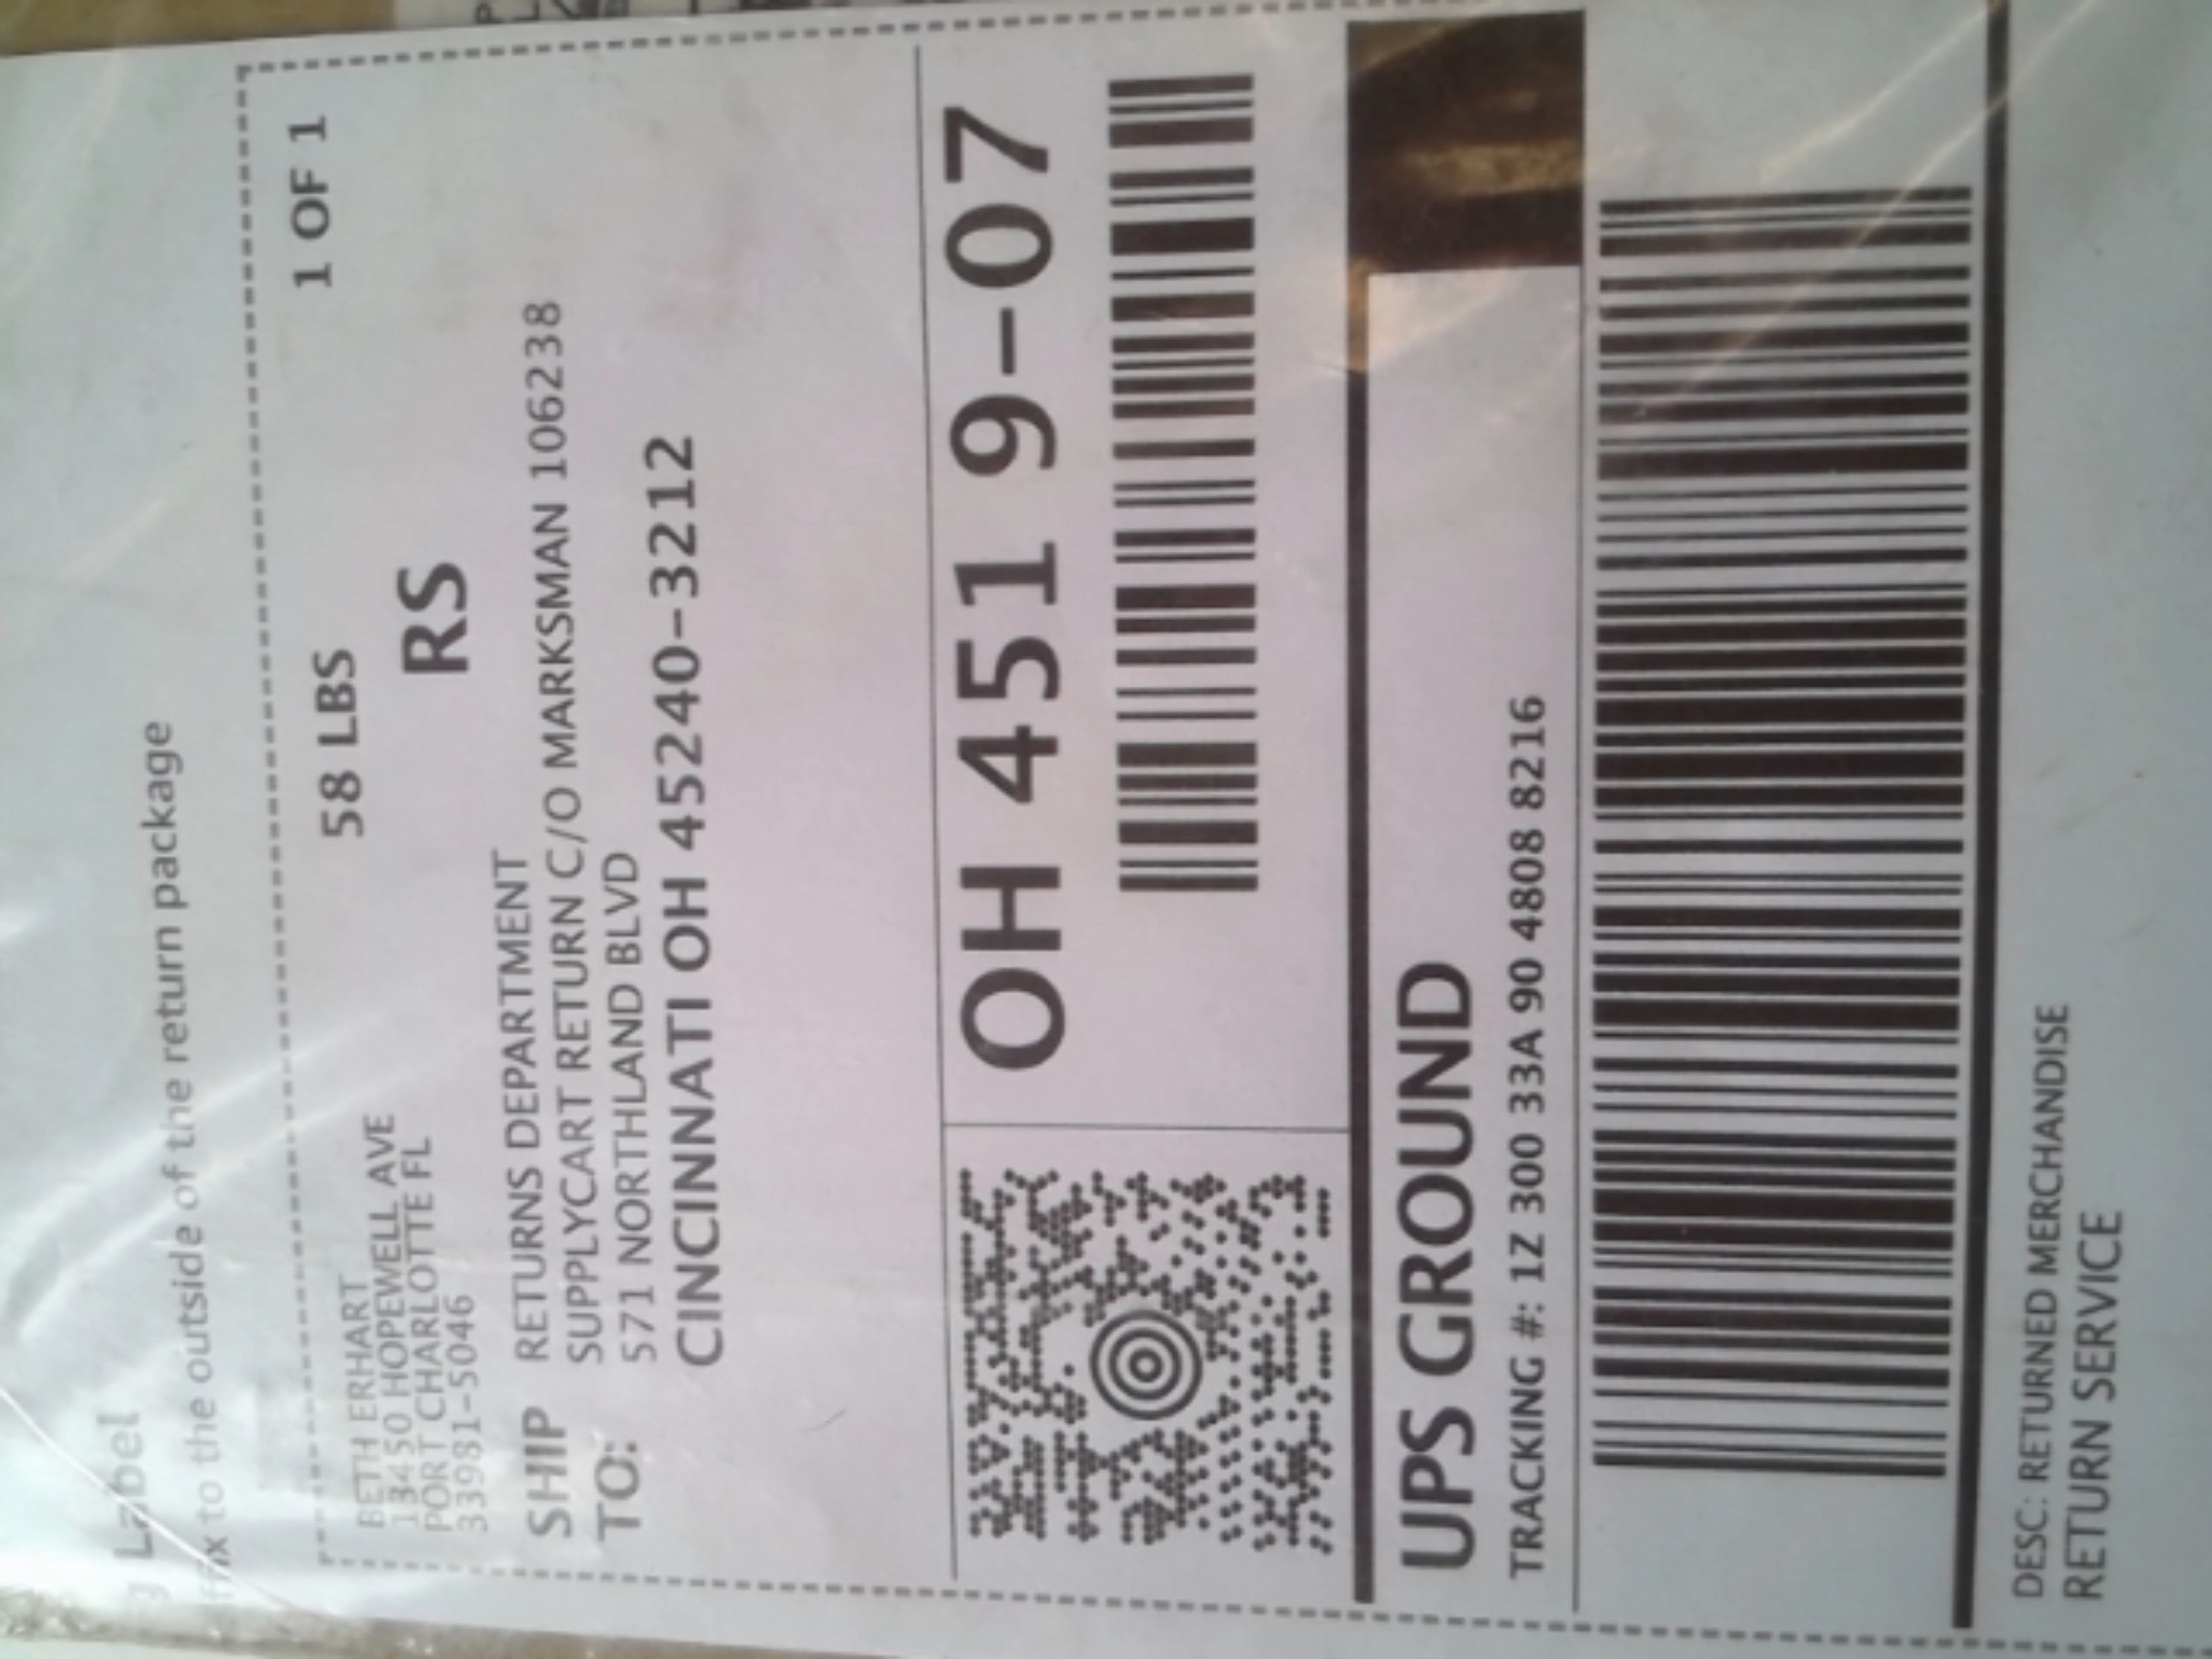 Label
to the outside of the return package
58 LBS
1 OF 1
BETH ERHART
13450 HOPEWELL AVE
PORT CHARLOTTE FL
33981-5046
RS
SHIP TO:
RETURNS DEPARTMENT
SUPPLYCART RETURN C/O MARKSMAN 106238
571 NORTHLAND BLVD
CINCINNATI OH 45240-3212
OH 451 9-07
UPS GROUND
TRACKING #: 1Z 300 33A 90 4808 8216
DESC: RETURNED MERCHANDISE
RETURN SERVICE